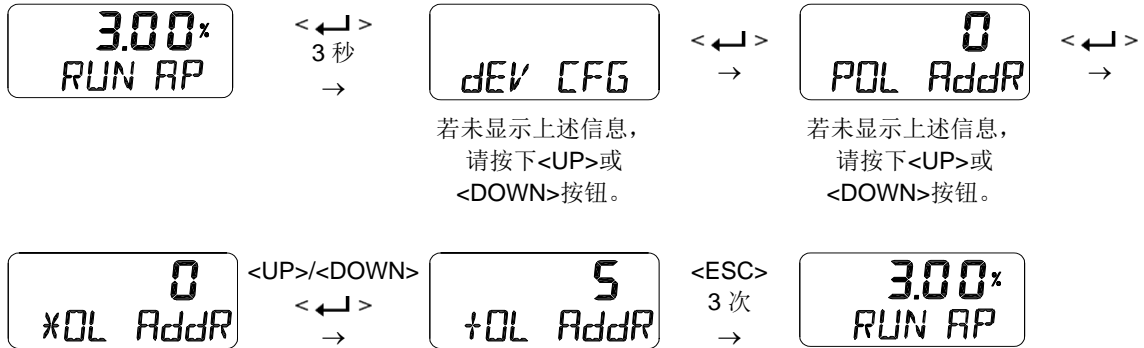 3.00%
RUN AP
< ↵ >
3 秒
→
dEV CFG
若未显示上述信息，
请按下<UP>或
<DOWN>按钮。
< ↵ >
→
0
POL AddR
若未显示上述信息，
请按下<UP>或
<DOWN>按钮。
< ↵ >
→
0
*OL AddR
<UP>/<DOWN>
< ↵ >
→
5
+OL AddR
<ESC>
3 次
→
3.00%
RUN AP